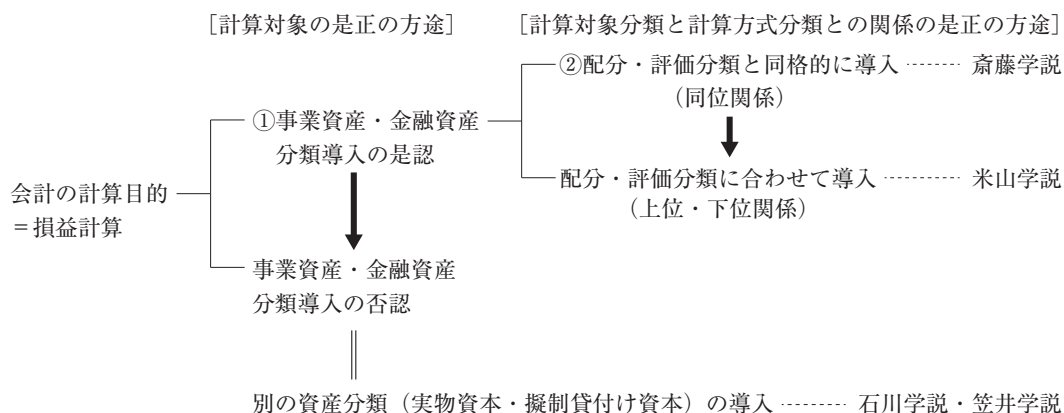 [計算対象の是正の方途] [計算対象分類と計算方式分類との関係の是正の方途]
②配分・評価分類と同格的に導入 斎藤学説
(同位関係)
①事業資産・金融資産
分類導入の是認
配分・評価分類に合わせて導入 米山学説
(上位・下位関係)
会計の計算目的
=損益計算
事業資産・金融資産
分類導入の否認
別の資産分類(実物資本・擬制貸付け資本)の導入 石川学説・笠井学説